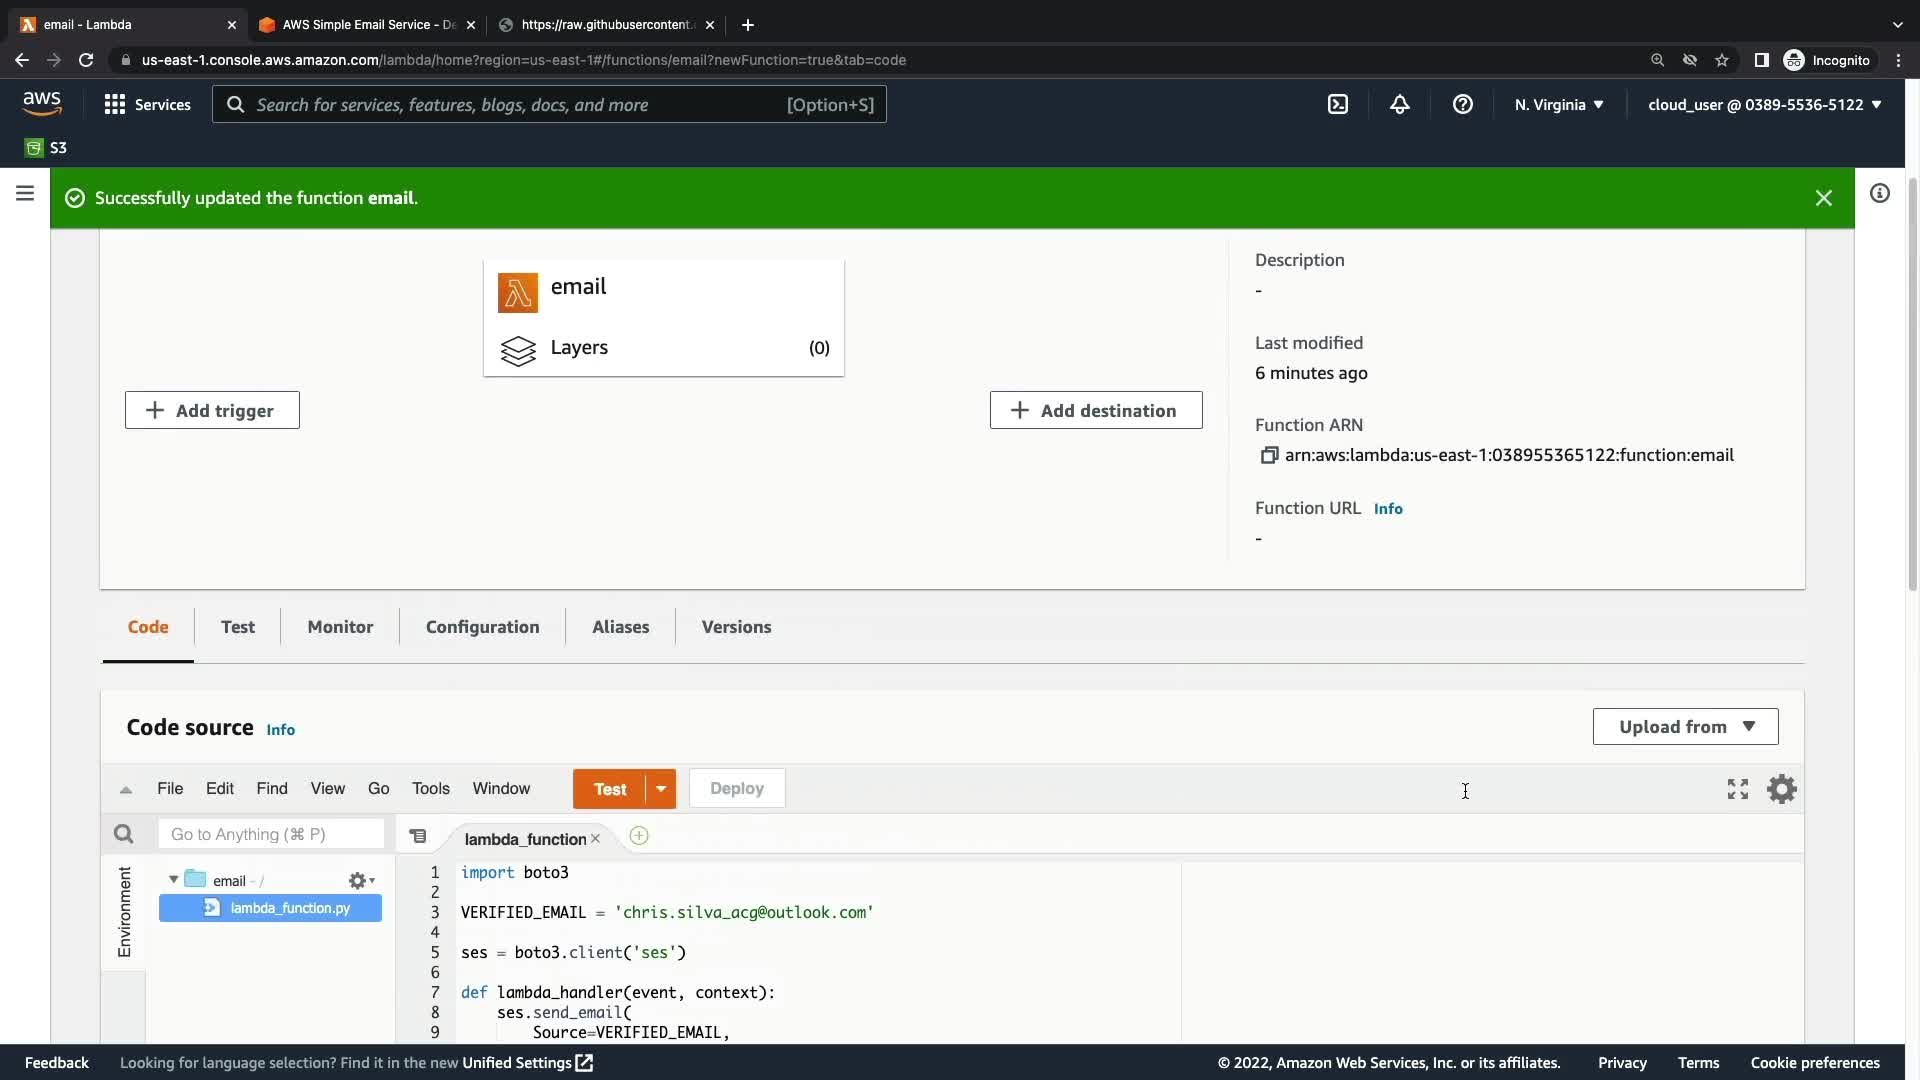 email - Lambda
AWS Simple Email Service - De
https://raw.githubusercontent.
us-east-1.console.aws.amazon.com/lambda/home?region=us-east-1#/functions/email?newFunction=true&tab=code
Incognito
aws
Services
Search for services, features, blogs, docs, and more
[Option+S]
N. Virginia
cloud_user @ 0389-5536-5122
S3
Successfully updated the function email.
email
Layers
(0)
Add trigger
Add destination
Description
-
Last modified
6 minutes ago
Function ARN
arn:aws:lambda:us-east-1:038955365122:function:email
Function URL Info
-
Code
Test
Monitor
Configuration
Aliases
Versions
Code source Info
Upload from
File
Edit
Find
View
Go
Tools
Window
Test
Deploy
Go to Anything (⌘ P)
lambda_function
Environment
email - /
lambda_function.py
1 import boto3
2
3 VERIFIED_EMAIL = 'chris.silva_acg@outlook.com'
4
5 ses = boto3.client('ses')
6
7 def lambda_handler(event, context):
8 ses.send_email(
9 Source=VERIFIED_EMAIL,
Feedback
Looking for language selection? Find it in the new Unified Settings
© 2022, Amazon Web Services, Inc. or its affiliates.
Privacy
Terms
Cookie preferences